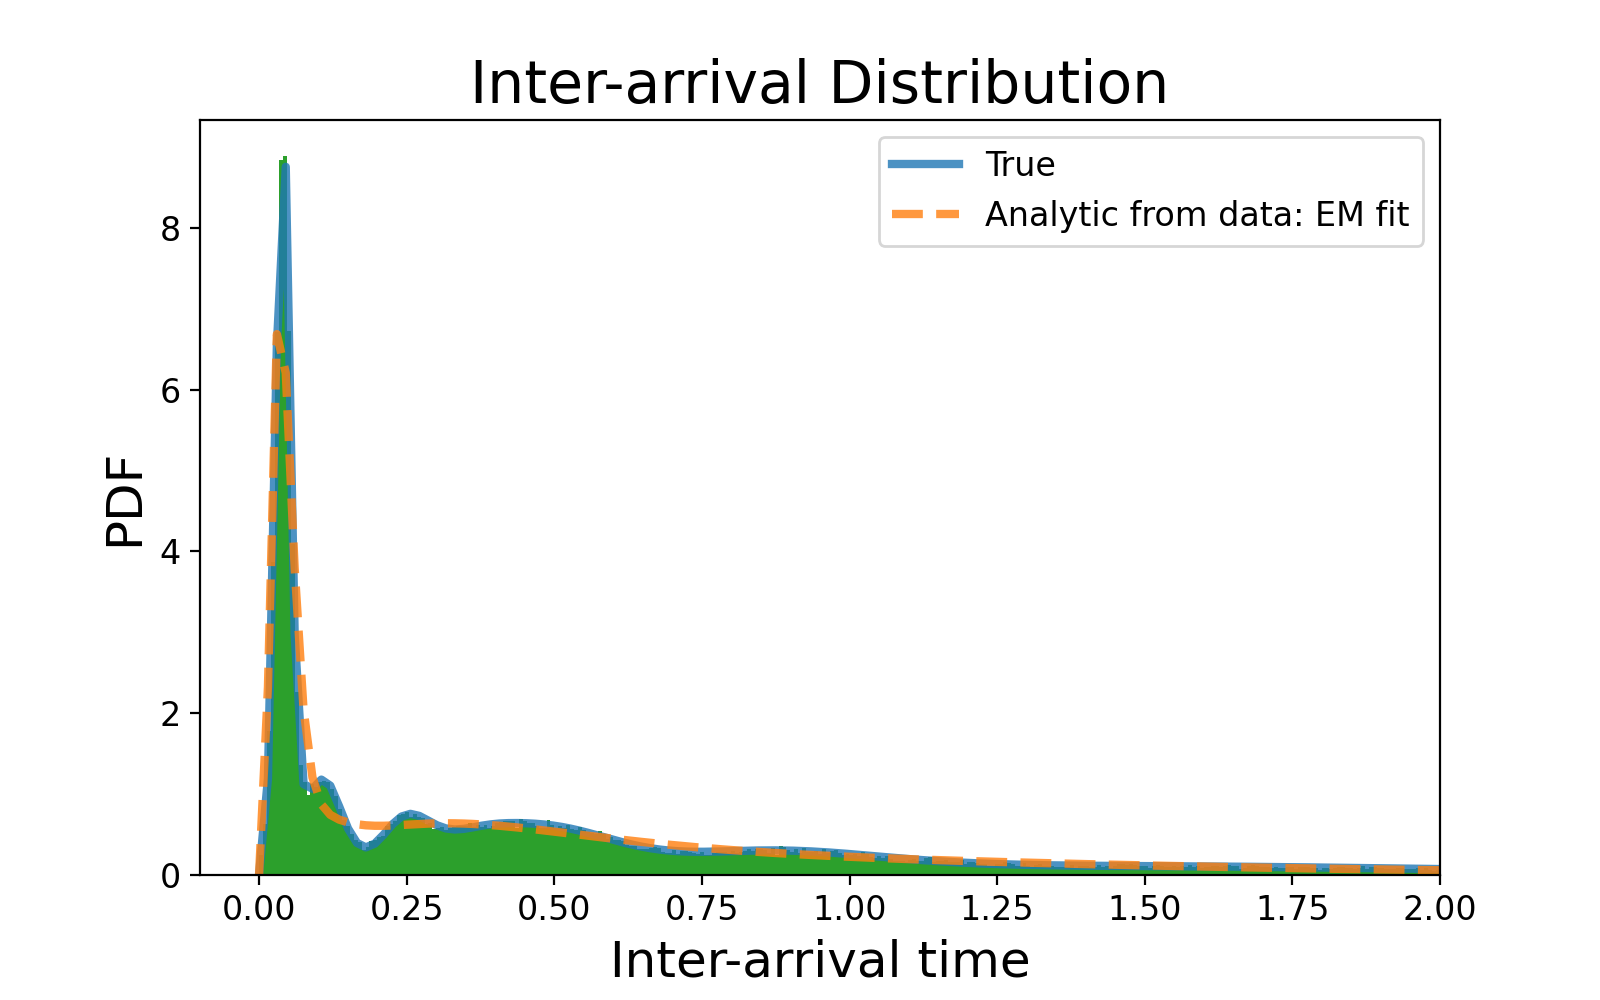 Inter-arrival Distribution
True
Analytic from data: EM fit
8
6
4
2
0
PDF
0.00 0.25 0.50 0.75 1.00 1.25 1.50 1.75 2.00
Inter-arrival time